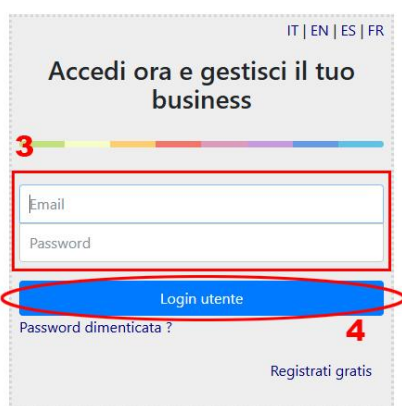 IT | EN | ES | FR
Accedi ora e gestisci il tuo
business
3
Email
Password
Login utente
Password dimenticata ?
4
Registrati gratis